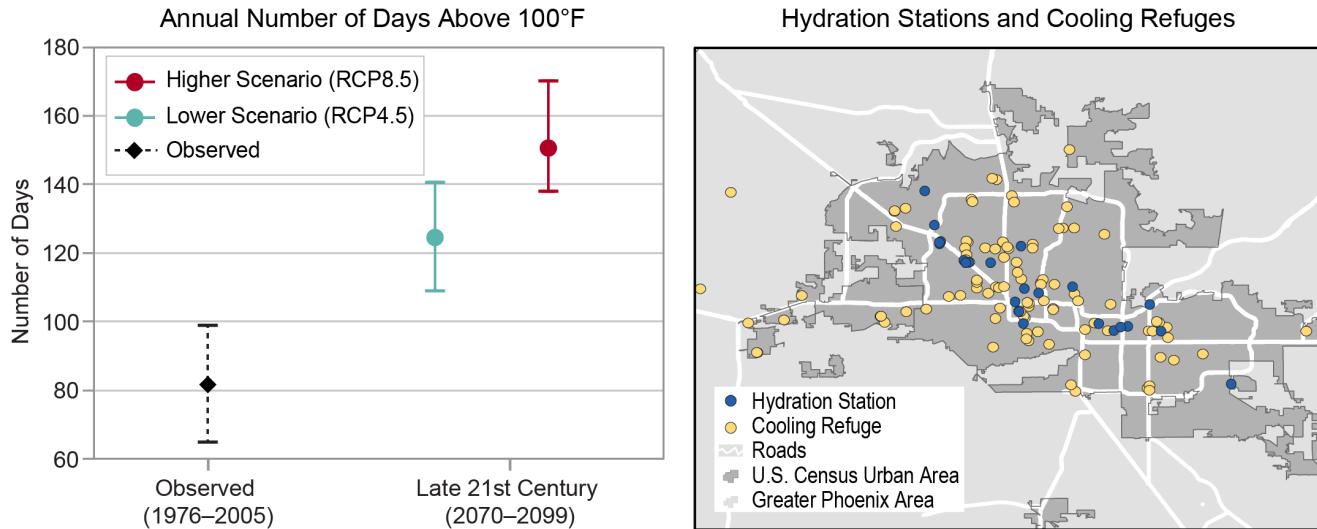 Annual Number of Days Above 100°F
180
160
140
120
100
80
60
Number of Days
Higher Scenario (RCP8.5)
Lower Scenario (RCP4.5)
Observed
Observed
(1976–2005)
Late 21st Century
(2070–2099)
Hydration Stations and Cooling Refuges
Hydration Station
Cooling Refuge
Roads
U.S. Census Urban Area
Greater Phoenix Area